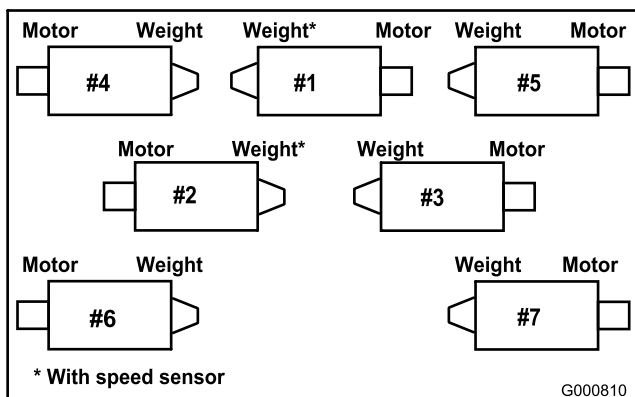 Motor Weight Weight* Motor Weight Motor
#4 #1 #5
Motor Weight* Weight Motor
#2 #3
Motor Weight Weight Motor
#6 #7
* With speed sensor
G000810